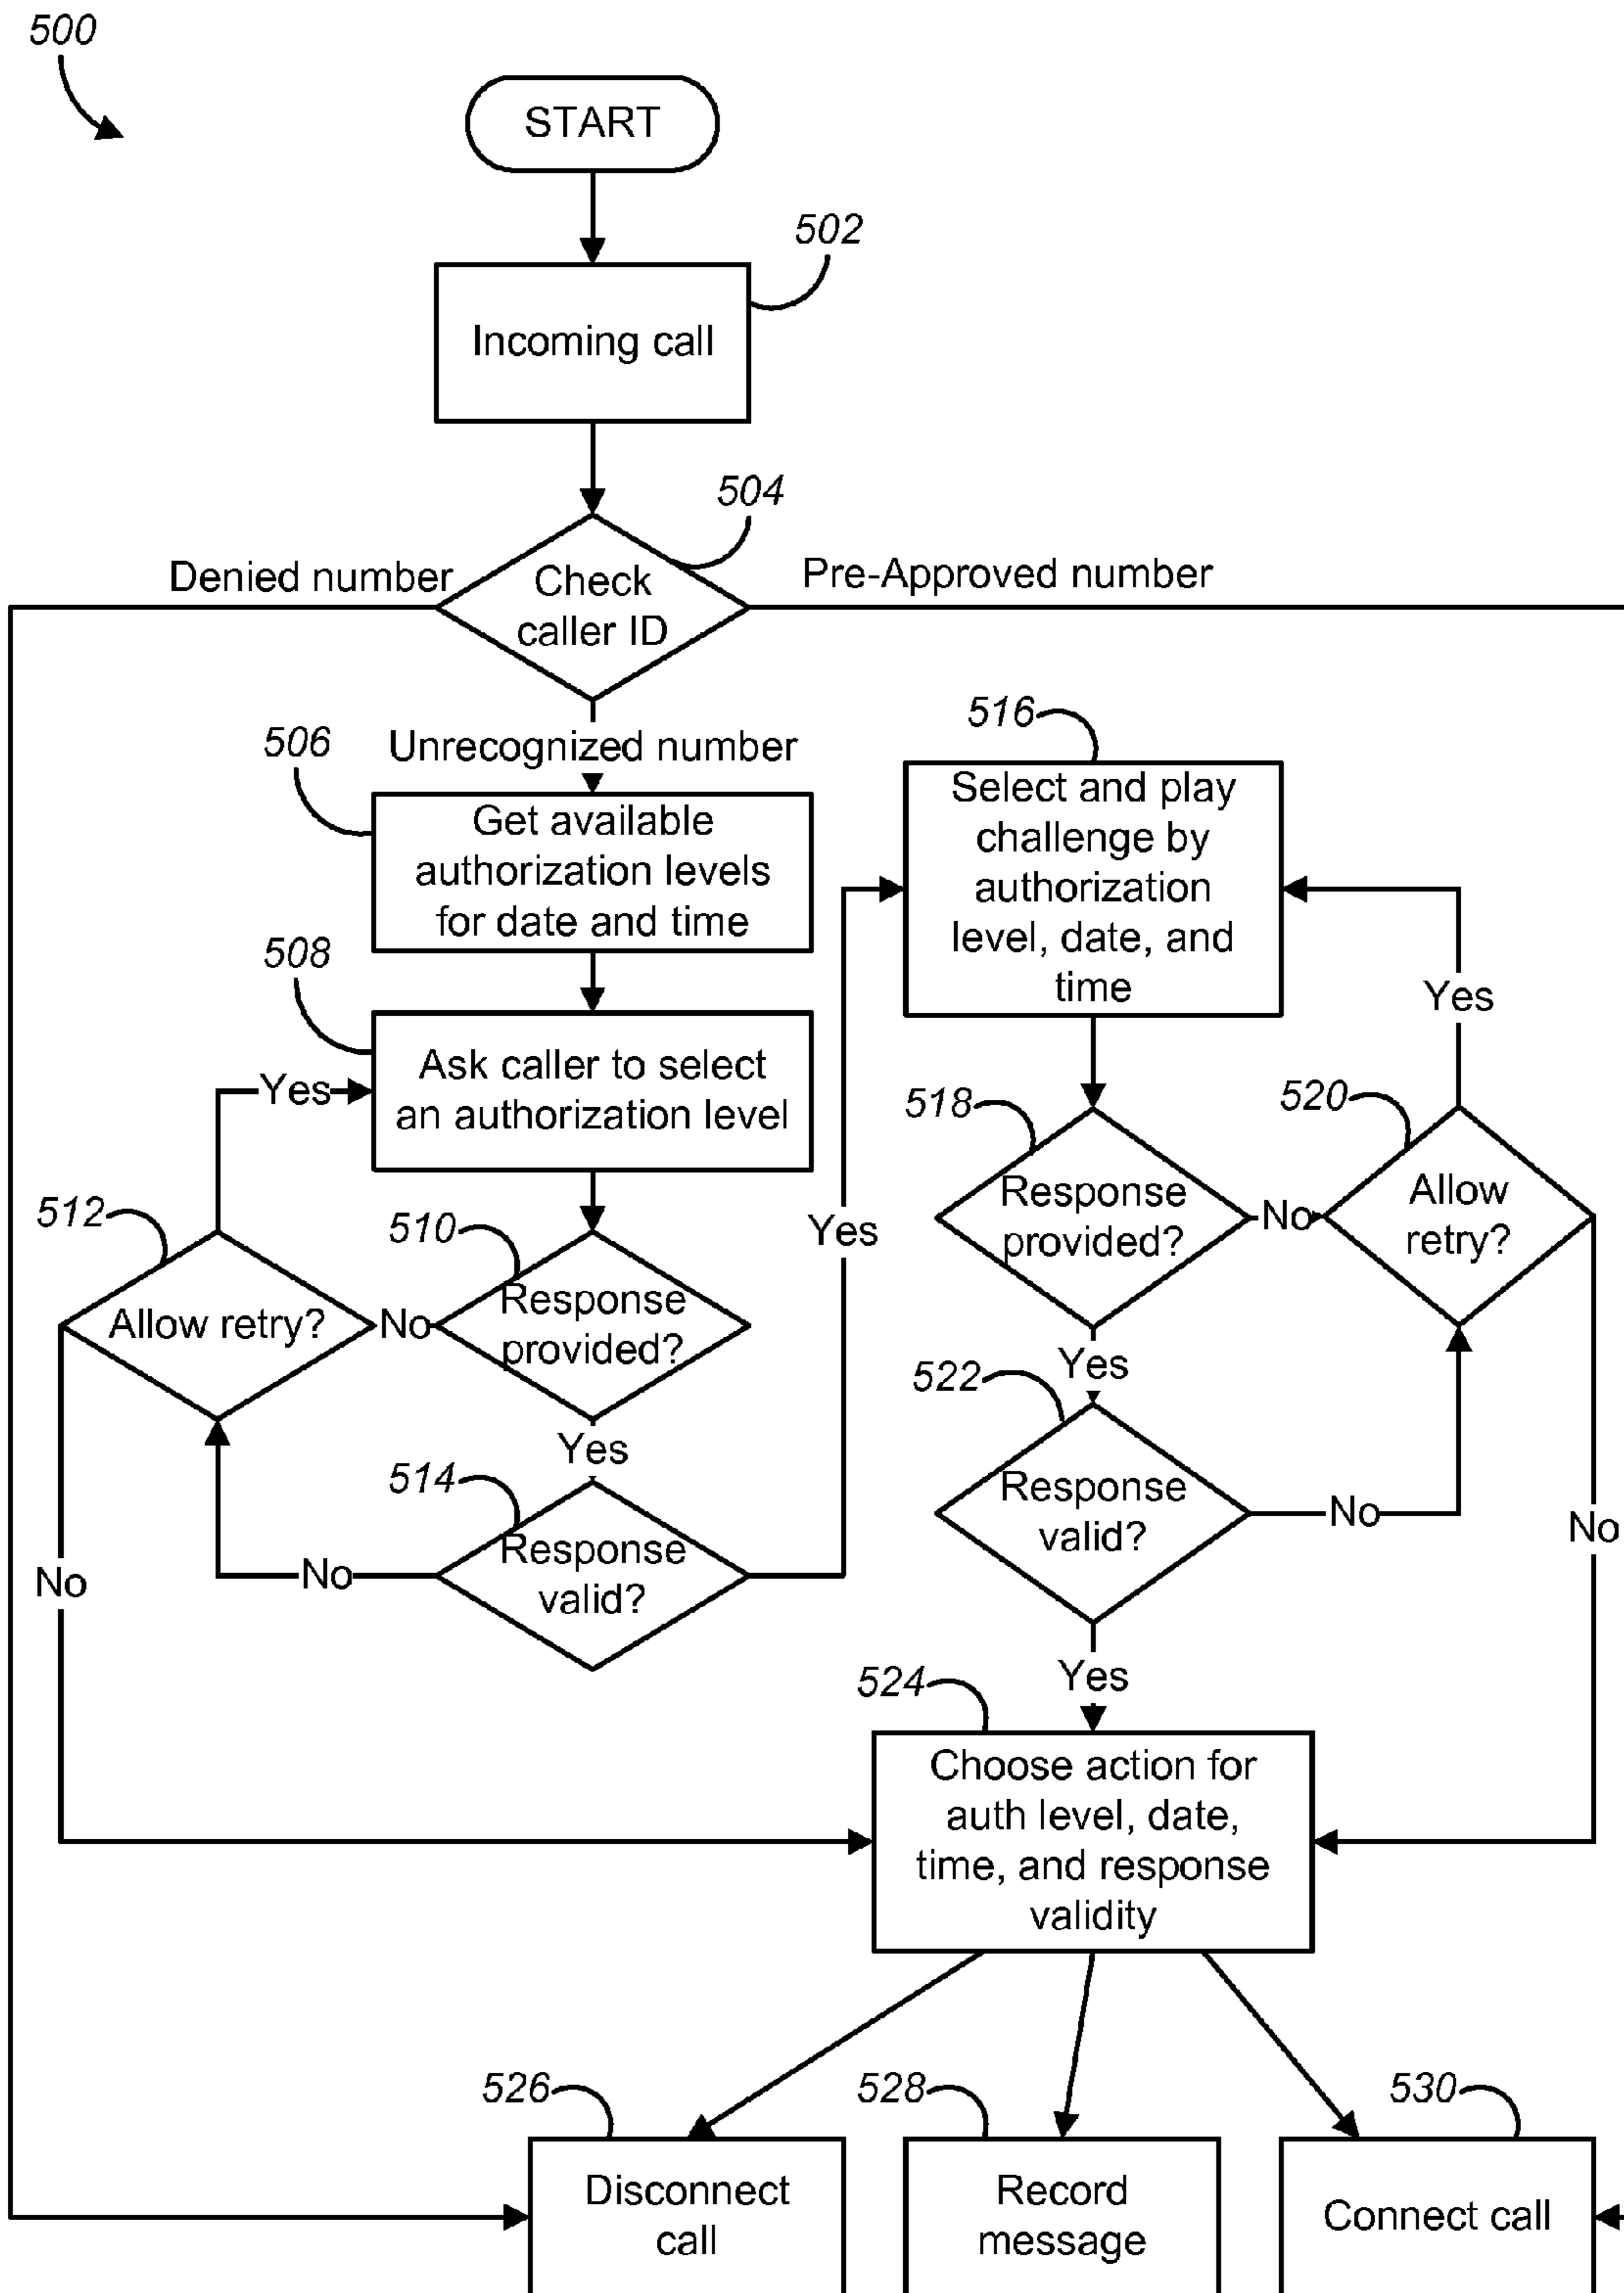 500
START
502
Incoming call
504
Denied number
Check
caller ID
Pre-Approved number
Unrecognized number
506
Get available
authorization levels
for date and time
508
Ask caller to select
an authorization level
Yes
510
Response
provided?
No
512
Allow retry?
No
Yes
514
Response
valid?
No
Yes
516
Select and play
challenge by
authorization
level, date, and
time
518
Response
provided?
No
520
Allow
retry?
Yes
No
Yes
522
Response
valid?
No
Yes
524
Choose action for
auth level, date,
time, and response
validity
526
Disconnect
call
528
Record
message
530
Connect call